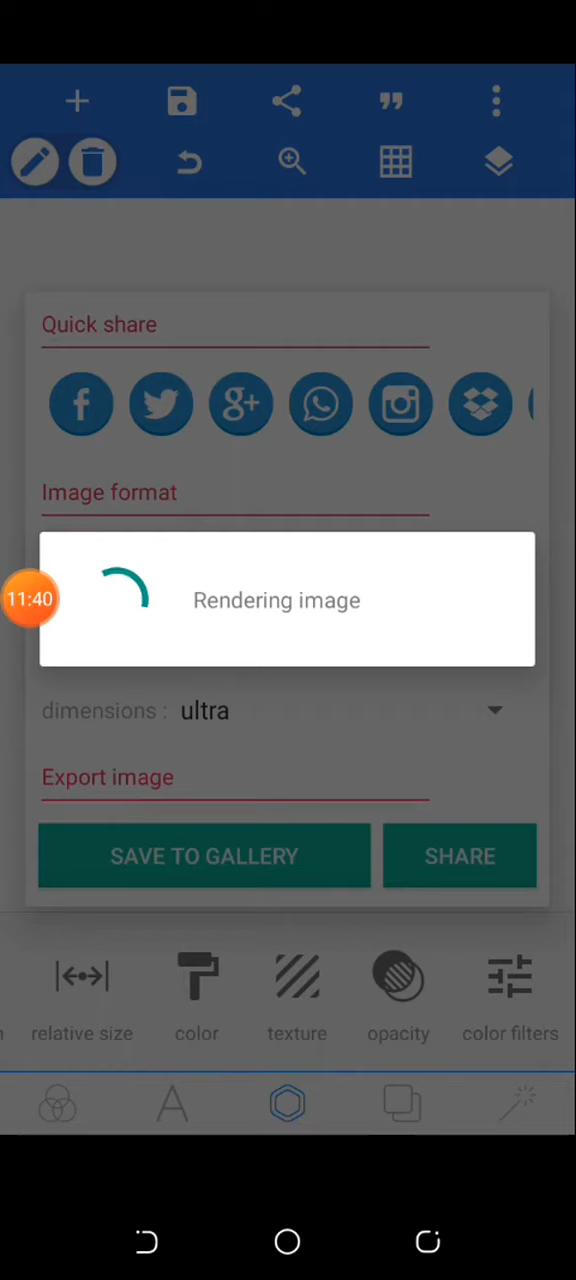 Quick share
Image format
11:40
Rendering image
dimensions : ultra
Export image
SAVE TO GALLERY SHARE
relative size color texture opacity color filters